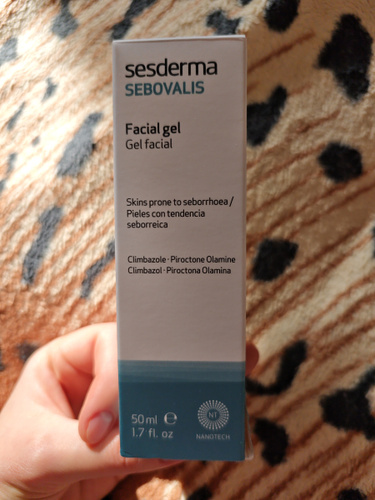 sesderma
SEBOVALIS
Facial gel
Gel facial
Skins prone to seborrhoea /
Pieles con tendencia
seborreica
Climbazole · Piroctone Olamine
Climbazol · Piroctona Olamina
50 ml ℮
1.7 fl. oz
NT
NANOTECH